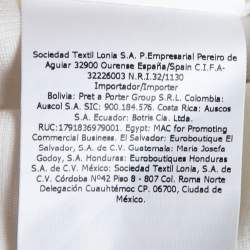 Sociedad Textil Lonia S.A. P.Empresarial Pereiro de
Aguiar 32900 Ourense España/Spain C.I.F.A-
32226003 N.R.I.32/1130
Importador/Importer
Bolivia: Pret a Porter Group S.R.L. Colombia:
Auscol S.A. SIC: 900.184.576. Costa Rica: Auscos
S.A. Ecuador: Botris Cia. Ltda.
RUC:1791836979001. Egypt: MAC for Promoting
Commercial Business. El Salvador: Euroboutiques El
Salvador, S.A. de C.V. Guatemala: Maria Josefa
Godoy, S.A. Honduras: Euroboutiques Honduras
S.A. de C.V. México: Sociedad Textil Lonia, S.A. de
C.V. Córdoba Nº42 Piso 8 - 807 Col. Roma Norte
Delegación Cuauhtémoc CP. 06700, Ciudad de
México.